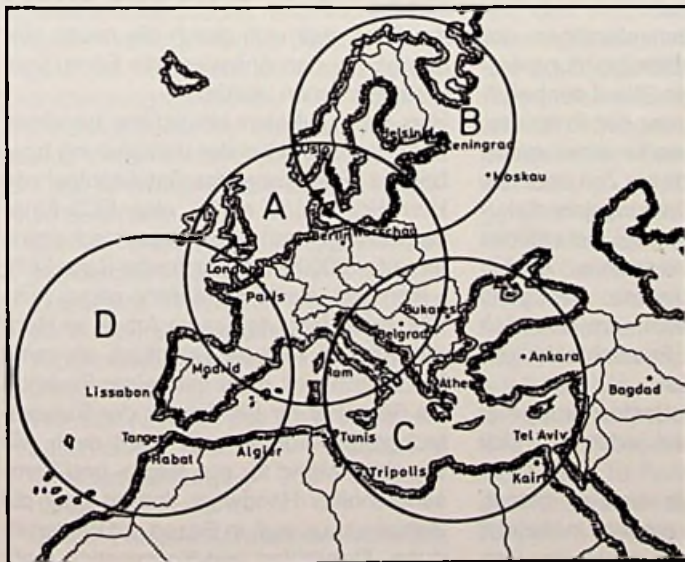 B
Helsinki
Oslo
Leningrad
Moskau
A
Berlin
Warschau
London
D
Paris
Bukarest
Belgrad
Madrid
Rom
Ankara
Athen
Lissabon
Bagdad
C
Tel Aviv
Tanger
Rabat
Algier
Tunis
Tripolis
Kairo